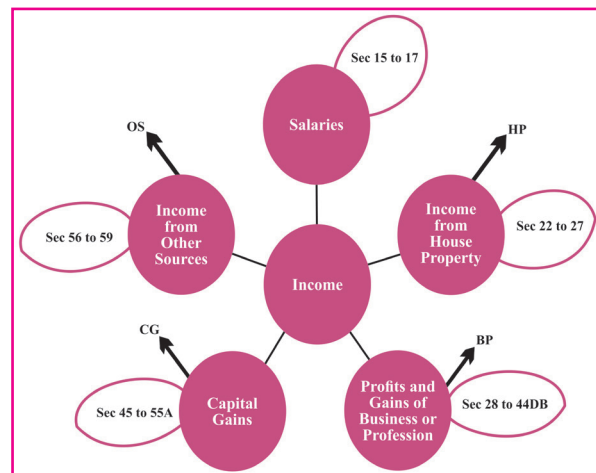 Sec 15 to 17
Salaries
OS
HP
Income
from
Other
Sources
Sec 56 to 59
Income
from
House
Property
Sec 22 to 27
Income
CG
BP
Sec 45 to 55A
Capital
Gains
Profits and
Gains of
Business or
Profession
Sec 28 to 44DB